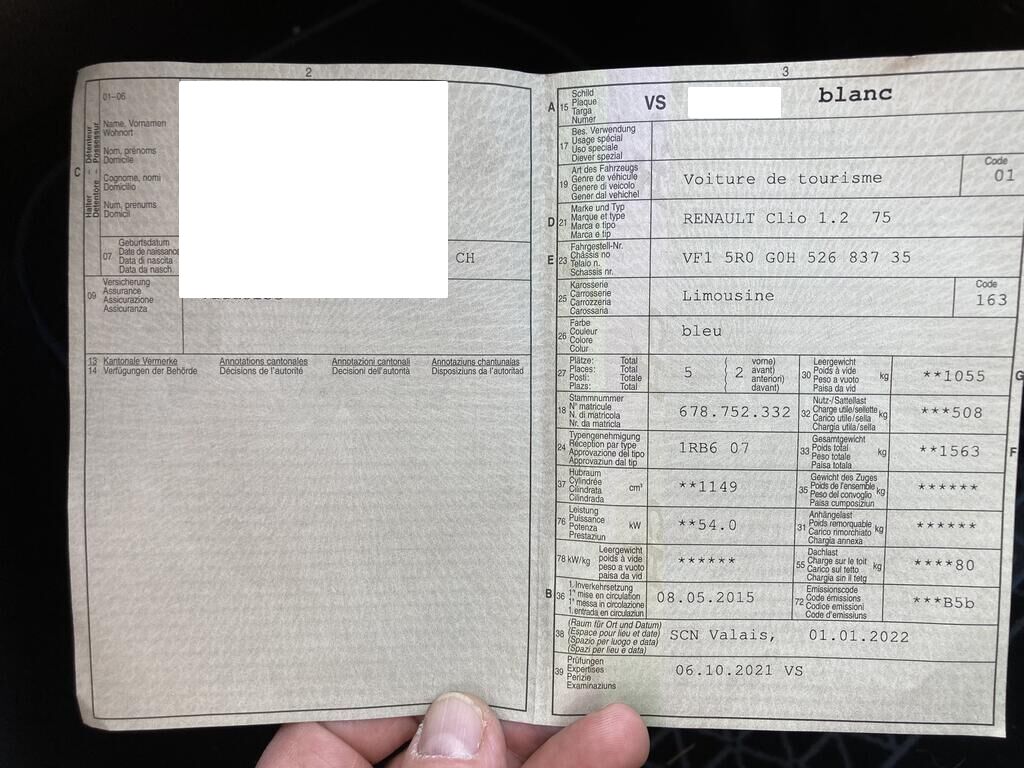 2
01–06
Halter – Détenteur
Detentore – Possessur
C
Name, Vornamen
Wohnort
Nom, prénoms
Domicile
Cognome, nomi
Domicilio
Num, prenums
Domicil
07
Geburtsdatum
Date de naissance
Data di nascita
Data da nasch.
CH
09
Versicherung
Assurance
Assicurazione
Assicuranza
13 Kantonale Vermerke Annotations cantonales Annotazioni cantonali Annotaziuns chantunalas
14 Verfügungen der Behörde Décisions de l'autorité Decisioni dell'autorità Disposiziuns da l'autoritad
3
A 15
Schild
Plaque
Targa
Numer
VS blanc
17
Bes. Verwendung
Usage spécial
Uso speciale
Diever spezial
19
Art des Fahrzeugs
Genre de véhicule
Genere di veicolo
Gener dal vehichel
Voiture de tourisme
Code
01
D 21
Marke und Typ
Marque et type
Marca e tipo
Marca e tip
RENAULT Clio 1.2 75
E 23
Fahrgestell-Nr.
Châssis no
Telaio n.
Schassis nr.
VF1 5R0 G0H 526 837 35
25
Karosserie
Carrosserie
Carrozzeria
Carossaria
Limousine
Code
163
26
Farbe
Couleur
Colore
Colur
bleu
27
Plätze: Total
Places: Total
Posti: Totale
Plazs: Total
5 ( 2
vorne)
avant)
anteriori)
davant)
30
Leergewicht
Poids à vide
Peso a vuoto
Paisa da vid
kg
**1055
G
18
Stammnummer
N° matricule
N. di matricola
Nr. da matricla
678.752.332
32
Nutz-/Sattellast
Charge utile/sellette
Carico utile/sella
Chargia utila/sella
kg
***508
24
Typengenehmigung
Réception par type
Approvazione del tipo
Approvaziun dal tip
1RB6 07
33
Gesamtgewicht
Poids total
Peso totale
Paisa totala
kg
**1563
F
37
Hubraum
Cylindrée
Cilindrata
Cilindrada
cm³
**1149
35
Gewicht des Zuges
Poids de l'ensemble
Peso del convoglio
Paisa cumposiziun
kg
******
76
Leistung
Puissance
Potenza
Prestaziun
kW
**54.0
31
Anhängelast
Poids remorquable
Carico rimorchiato
Chargia annexa
kg
******
78 kW/kg
Leergewicht
poids à vide
peso a vuoto
paisa da vid
******
55
Dachlast
Charge sur le toit
Carico sul tetto
Chargia sin il tetg
kg
****80
B 36
1. Inverkehrsetzung
1re mise en circulation
1a messa in circolazione
1. entrada en circulaziun
08.05.2015
72
Emissionscode
Code émissions
Codice emissioni
Code d'emissiuns
***B5b
38
(Raum für Ort und Datum)
(Espace pour lieu et date)
(Spazio per luogo e data)
(Spazi per lieu e data)
SCN Valais, 01.01.2022
39
Prüfungen
Expertises
Perizie
Examinaziuns
06.10.2021 VS